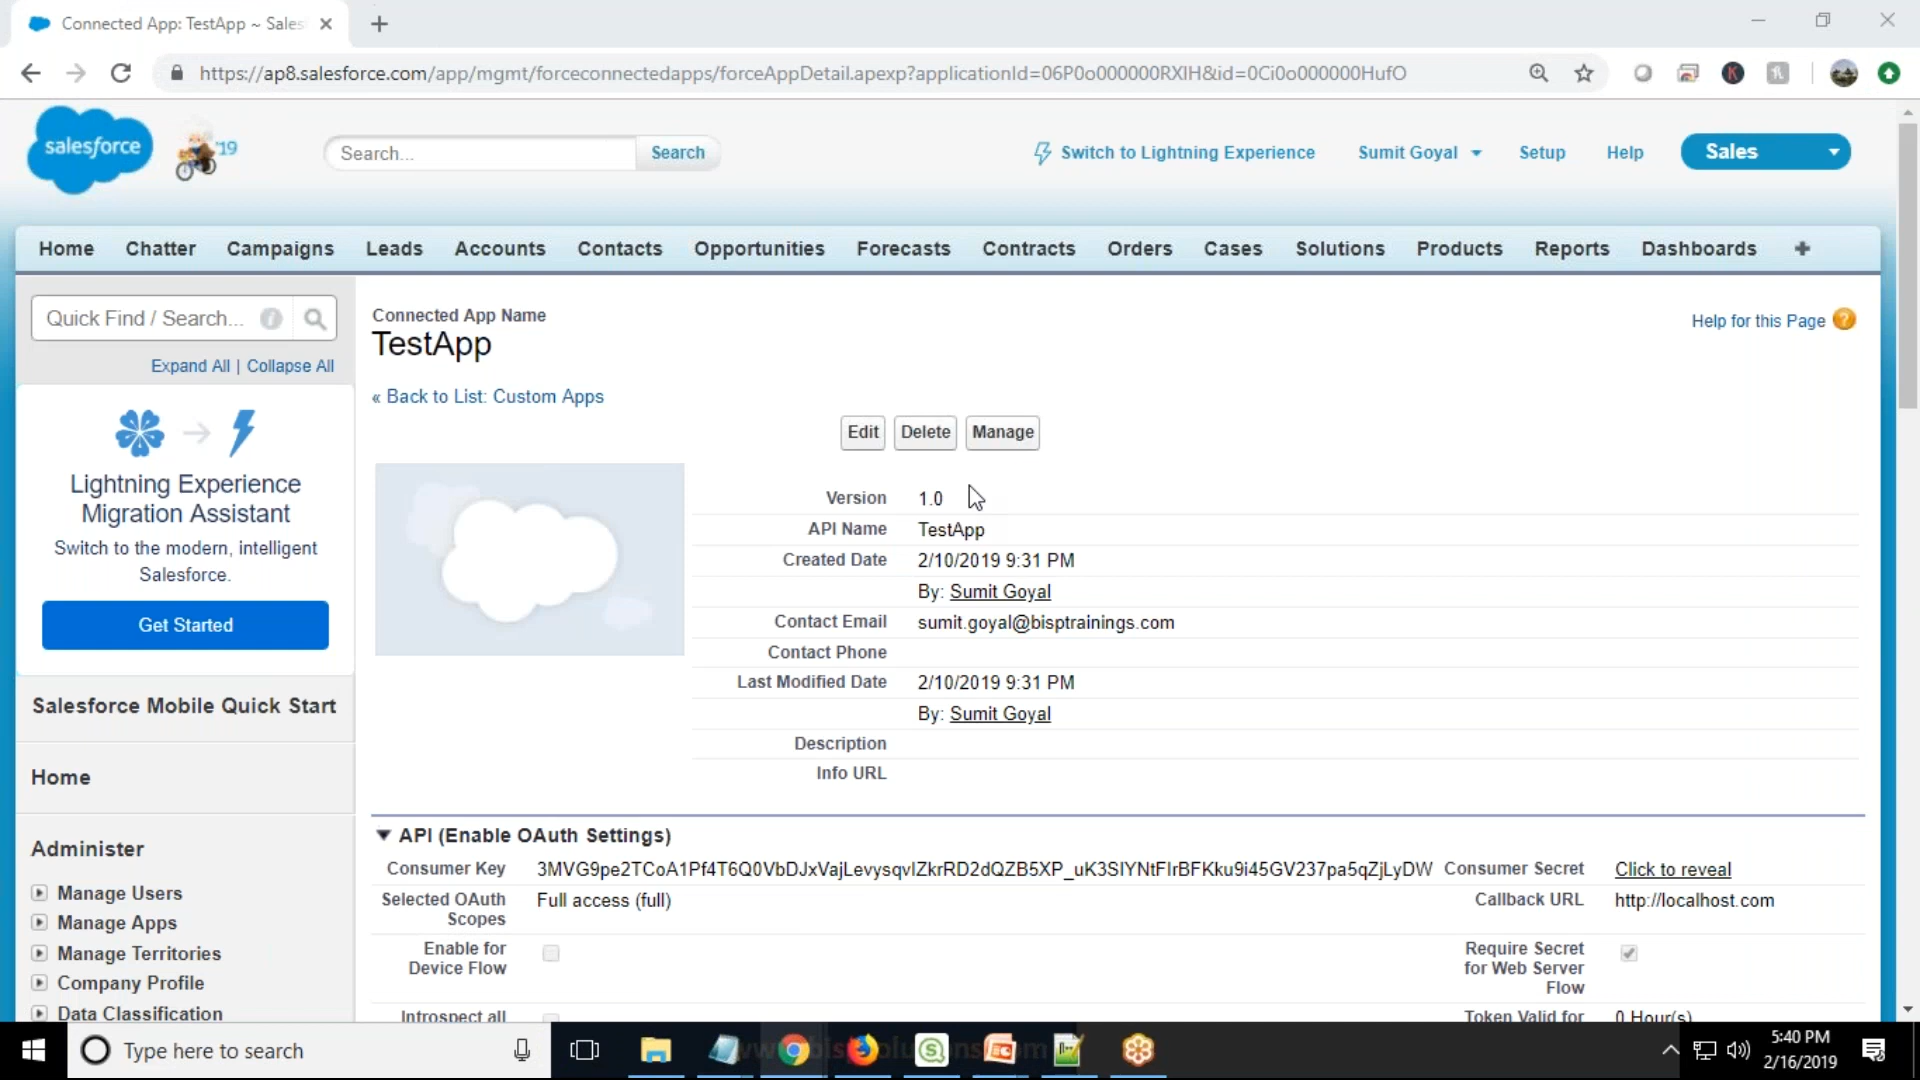 Connected App: TestApp ~ Sales
https://ap8.salesforce.com/app/mgmt/forceconnectedapps/forceAppDetail.apexp?applicationId=06P0o000000RXIH&id=0Ci0o000000HufO
salesforce
'19
Search...
Search
Switch to Lightning Experience
Sumit Goyal
Setup
Help
Sales
Home
Chatter
Campaigns
Leads
Accounts
Contacts
Opportunities
Forecasts
Contracts
Orders
Cases
Solutions
Products
Reports
Dashboards
Quick Find / Search...
Expand All | Collapse All
Lightning Experience
Migration Assistant
Switch to the modern, intelligent
Salesforce.
Get Started
Salesforce Mobile Quick Start
Home
Administer
Manage Users
Manage Apps
Manage Territories
Company Profile
Data Classification
Connected App Name
TestApp
Help for this Page
« Back to List: Custom Apps
Edit
Delete
Manage
Version 1.0
API Name TestApp
Created Date 2/10/2019 9:31 PM
By: Sumit Goyal
Contact Email sumit.goyal@bisptrainings.com
Contact Phone
Last Modified Date 2/10/2019 9:31 PM
By: Sumit Goyal
Description
Info URL
API (Enable OAuth Settings)
Consumer Key 3MVG9pe2TCoA1Pf4T6Q0VbDJxVajLevysqvIZkrRD2dQZB5XP_uK3SIYNtFIrBFKku9i45GV237pa5qZjLyDW Consumer Secret Click to reveal
Selected OAuth
Scopes
Full access (full)
Callback URL http://localhost.com
Enable for
Device Flow
Require Secret
for Web Server
Flow
Introspect all
Token Valid for 0 Hour(s)
Type here to search
5:40 PM
2/16/2019